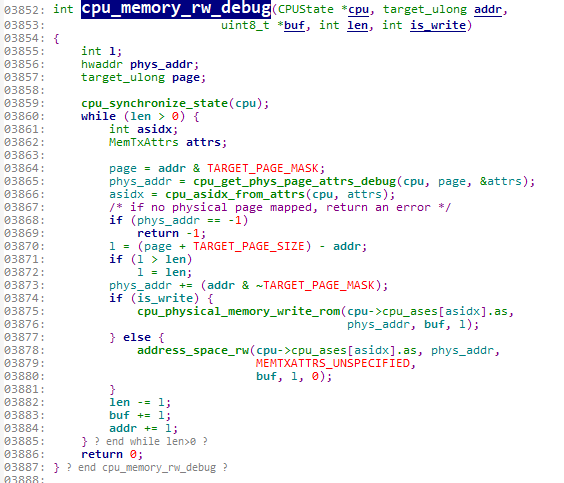 03852: int cpu_memory_rw_debug(CPUState *cpu, target_ulong addr,
03853:                         uint8_t *buf, int len, int is_write)
03854: {
03855:     int l;
03856:     hwaddr phys_addr;
03857:     target_ulong page;
03858:
03859:     cpu_synchronize_state(cpu);
03860:     while (len > 0) {
03861:         int asidx;
03862:         MemTxAttrs attrs;
03863:
03864:         page = addr & TARGET_PAGE_MASK;
03865:         phys_addr = cpu_get_phys_page_attrs_debug(cpu, page, &attrs);
03866:         asidx = cpu_asidx_from_attrs(cpu, attrs);
03867:         /* if no physical page mapped, return an error */
03868:         if (phys_addr == -1)
03869:             return -1;
03870:         l = (page + TARGET_PAGE_SIZE) - addr;
03871:         if (l > len)
03872:             l = len;
03873:         phys_addr += (addr & ~TARGET_PAGE_MASK);
03874:         if (is_write) {
03875:             cpu_physical_memory_write_rom(cpu->cpu_ases[asidx].as,
03876:                                           phys_addr, buf, l);
03877:         } else {
03878:             address_space_rw(cpu->cpu_ases[asidx].as, phys_addr,
03879:                              MEMTXATTRS_UNSPECIFIED,
03880:                              buf, l, 0);
03881:         }
03882:         len -= l;
03883:         buf += l;
03884:         addr += l;
03885:     } ? end while len>0 ?
03886:     return 0;
03887: } ? end cpu_memory_rw_debug ?
03888: